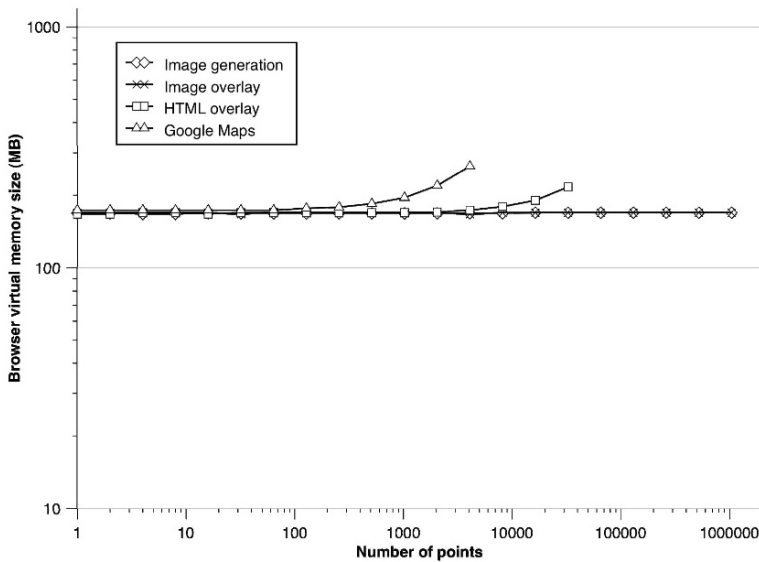 1000
Image generation
Image overlay
HTML overlay
Google Maps
Browser virtual memory size (MB)
100
10
1 10 100 1000 10000 100000 1000000
Number of points